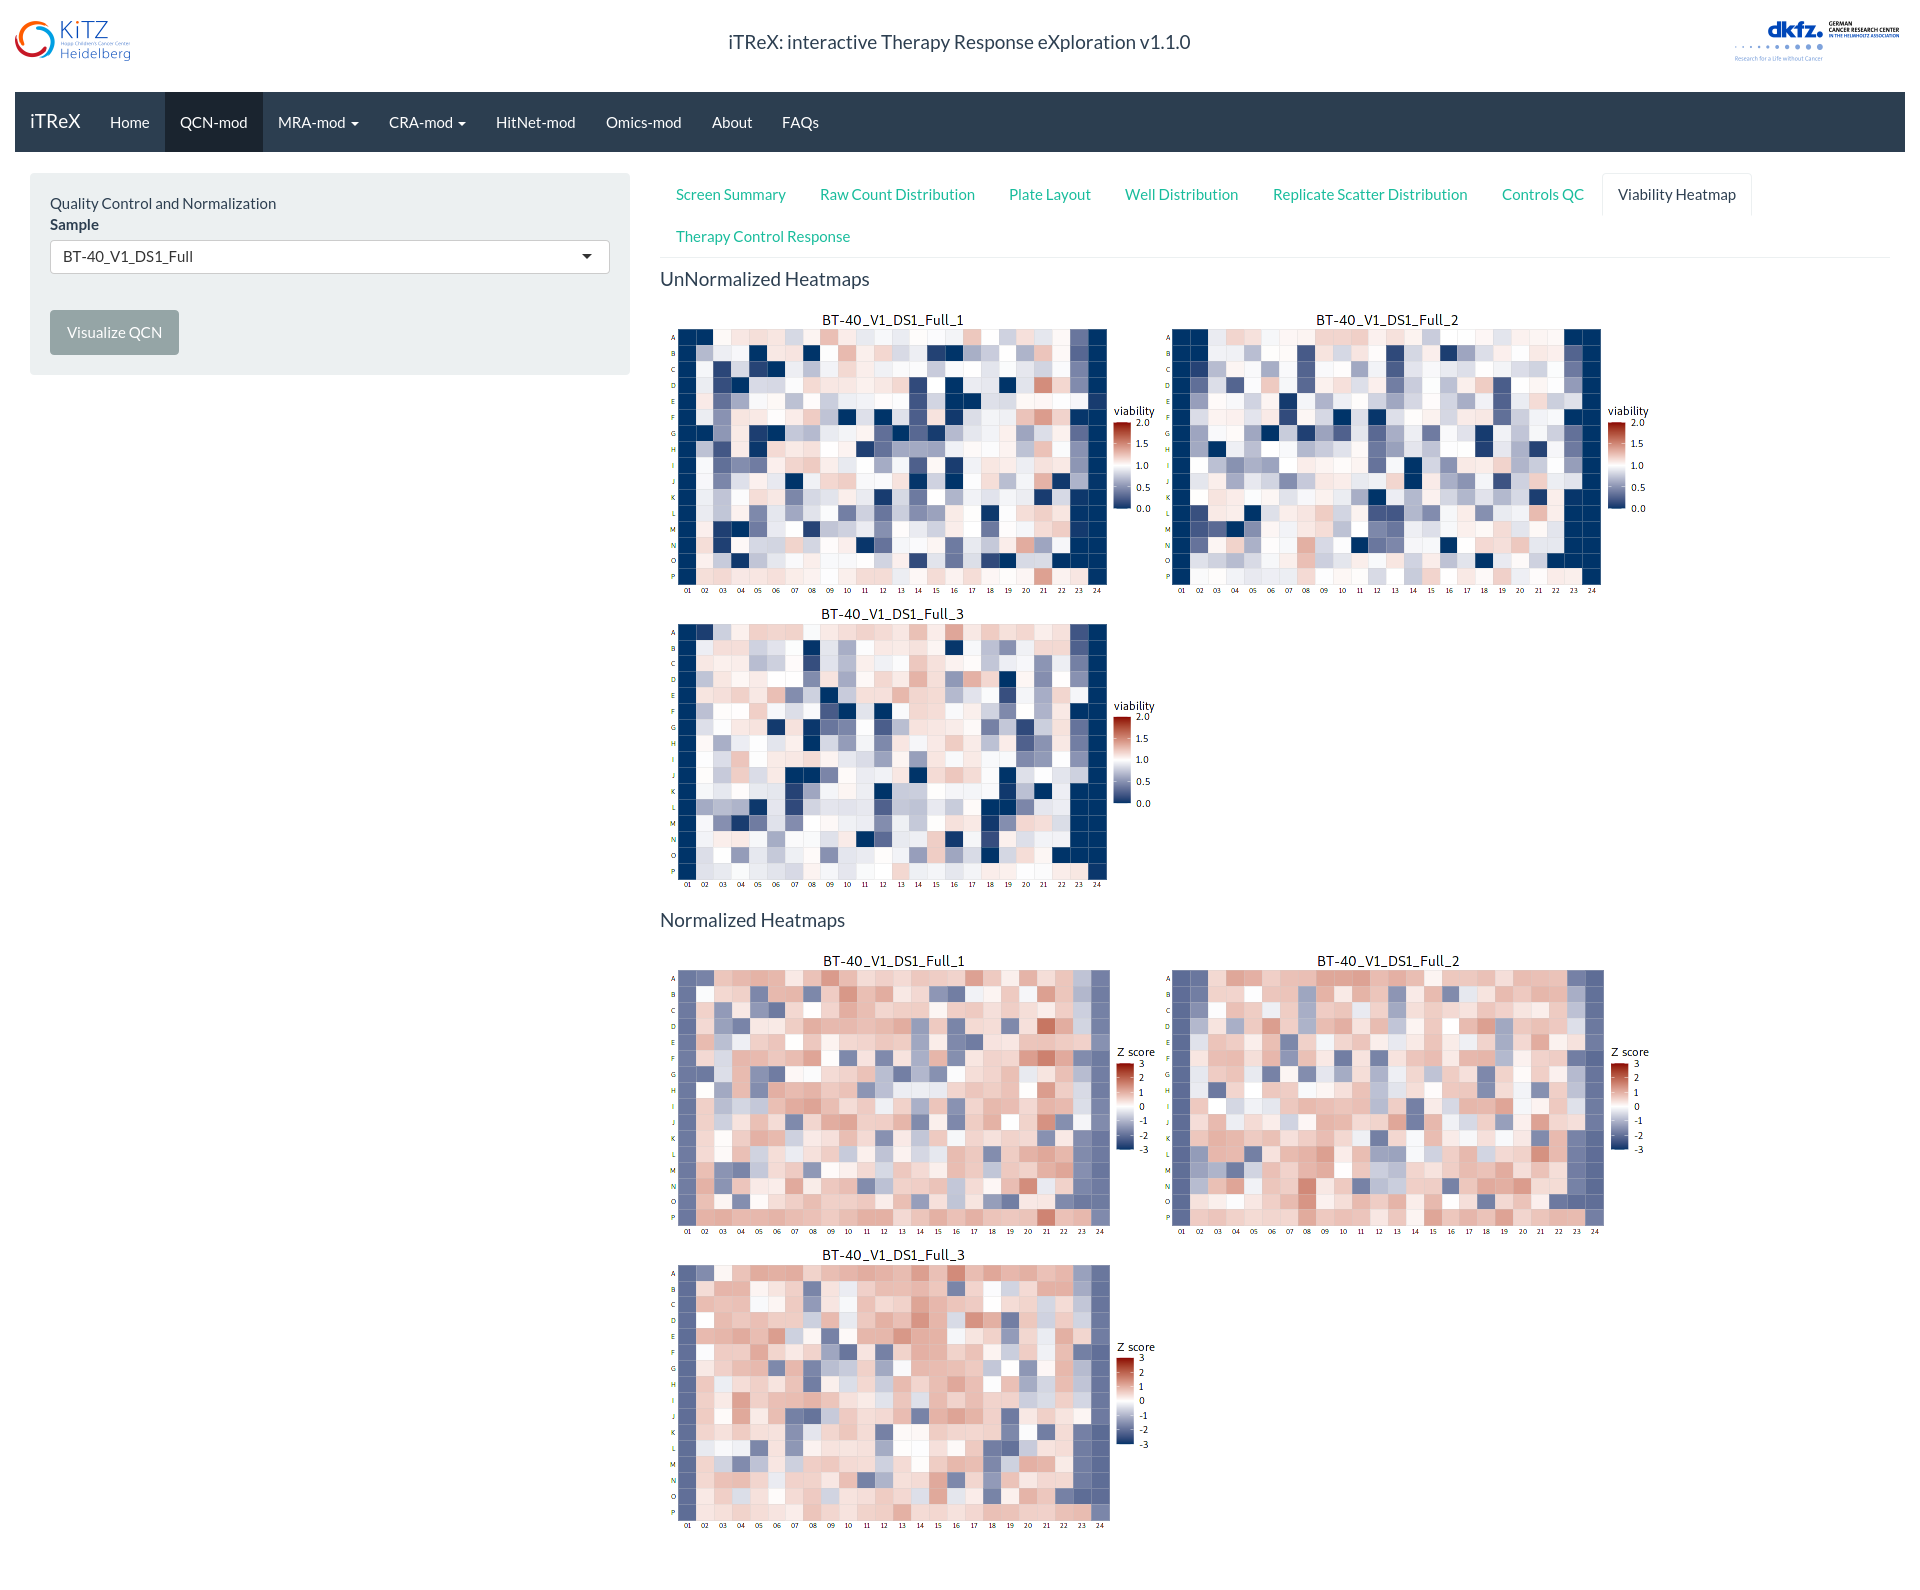 KiTZ
Hopp Children's Cancer Center
Heidelberg
iTReX: interactive Therapy Response eXploration v1.1.0
dkfz.
GERMAN
CANCER RESEARCH CENTER
IN THE HELMHOLTZ ASSOCIATION
Research for a Life without Cancer
iTReX Home QCN-mod MRA-mod CRA-mod HitNet-mod Omics-mod About FAQs
Quality Control and Normalization
Sample
BT-40_V1_DS1_Full
Visualize QCN
Screen Summary Raw Count Distribution Plate Layout Well Distribution Replicate Scatter Distribution Controls QC Viability Heatmap
Therapy Control Response
UnNormalized Heatmaps
BT-40_V1_DS1_Full_1
A
B
C
D
E
F
G
H
I
J
K
L
M
N
O
P
01 02 03 04 05 06 07 08 09 10 11 12 13 14 15 16 17 18 19 20 21 22 23 24
viability
2.0
1.5
1.0
0.5
0.0
BT-40_V1_DS1_Full_2
A
B
C
D
E
F
G
H
I
J
K
L
M
N
O
P
01 02 03 04 05 06 07 08 09 10 11 12 13 14 15 16 17 18 19 20 21 22 23 24
viability
2.0
1.5
1.0
0.5
0.0
BT-40_V1_DS1_Full_3
A
B
C
D
E
F
G
H
I
J
K
L
M
N
O
P
01 02 03 04 05 06 07 08 09 10 11 12 13 14 15 16 17 18 19 20 21 22 23 24
viability
2.0
1.5
1.0
0.5
0.0
Normalized Heatmaps
BT-40_V1_DS1_Full_1
A
B
C
D
E
F
G
H
I
J
K
L
M
N
O
P
01 02 03 04 05 06 07 08 09 10 11 12 13 14 15 16 17 18 19 20 21 22 23 24
Z score
3
2
1
0
-1
-2
-3
BT-40_V1_DS1_Full_2
A
B
C
D
E
F
G
H
I
J
K
L
M
N
O
P
01 02 03 04 05 06 07 08 09 10 11 12 13 14 15 16 17 18 19 20 21 22 23 24
Z score
3
2
1
0
-1
-2
-3
BT-40_V1_DS1_Full_3
A
B
C
D
E
F
G
H
I
J
K
L
M
N
O
P
01 02 03 04 05 06 07 08 09 10 11 12 13 14 15 16 17 18 19 20 21 22 23 24
Z score
3
2
1
0
-1
-2
-3